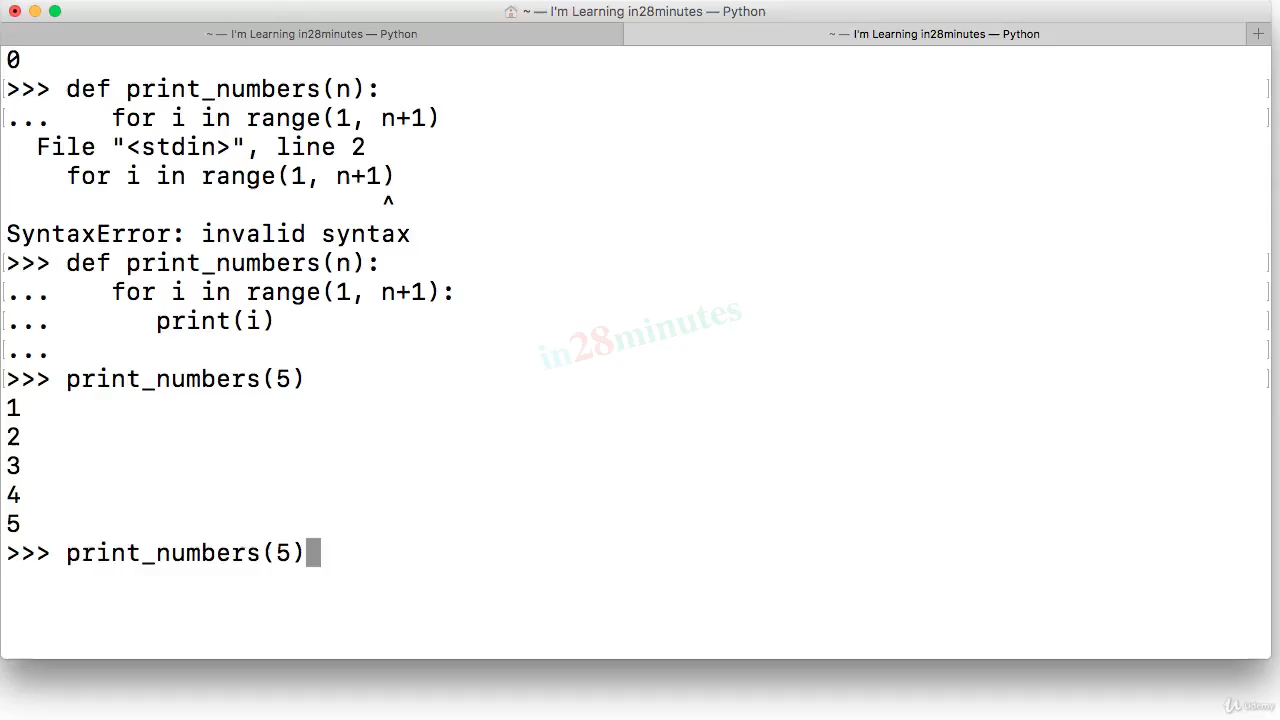 ~ — I'm Learning in28minutes — Python
~ — I'm Learning in28minutes — Python
~ — I'm Learning in28minutes — Python
0
>>> def print_numbers(n):
...    for i in range(1, n+1)
  File "<stdin>", line 2
    for i in range(1, n+1)
                         ^
SyntaxError: invalid syntax
>>> def print_numbers(n):
...    for i in range(1, n+1):
...       print(i)
...
>>> print_numbers(5)
1
2
3
4
5
>>> print_numbers(5)
in28minutes
Udemy